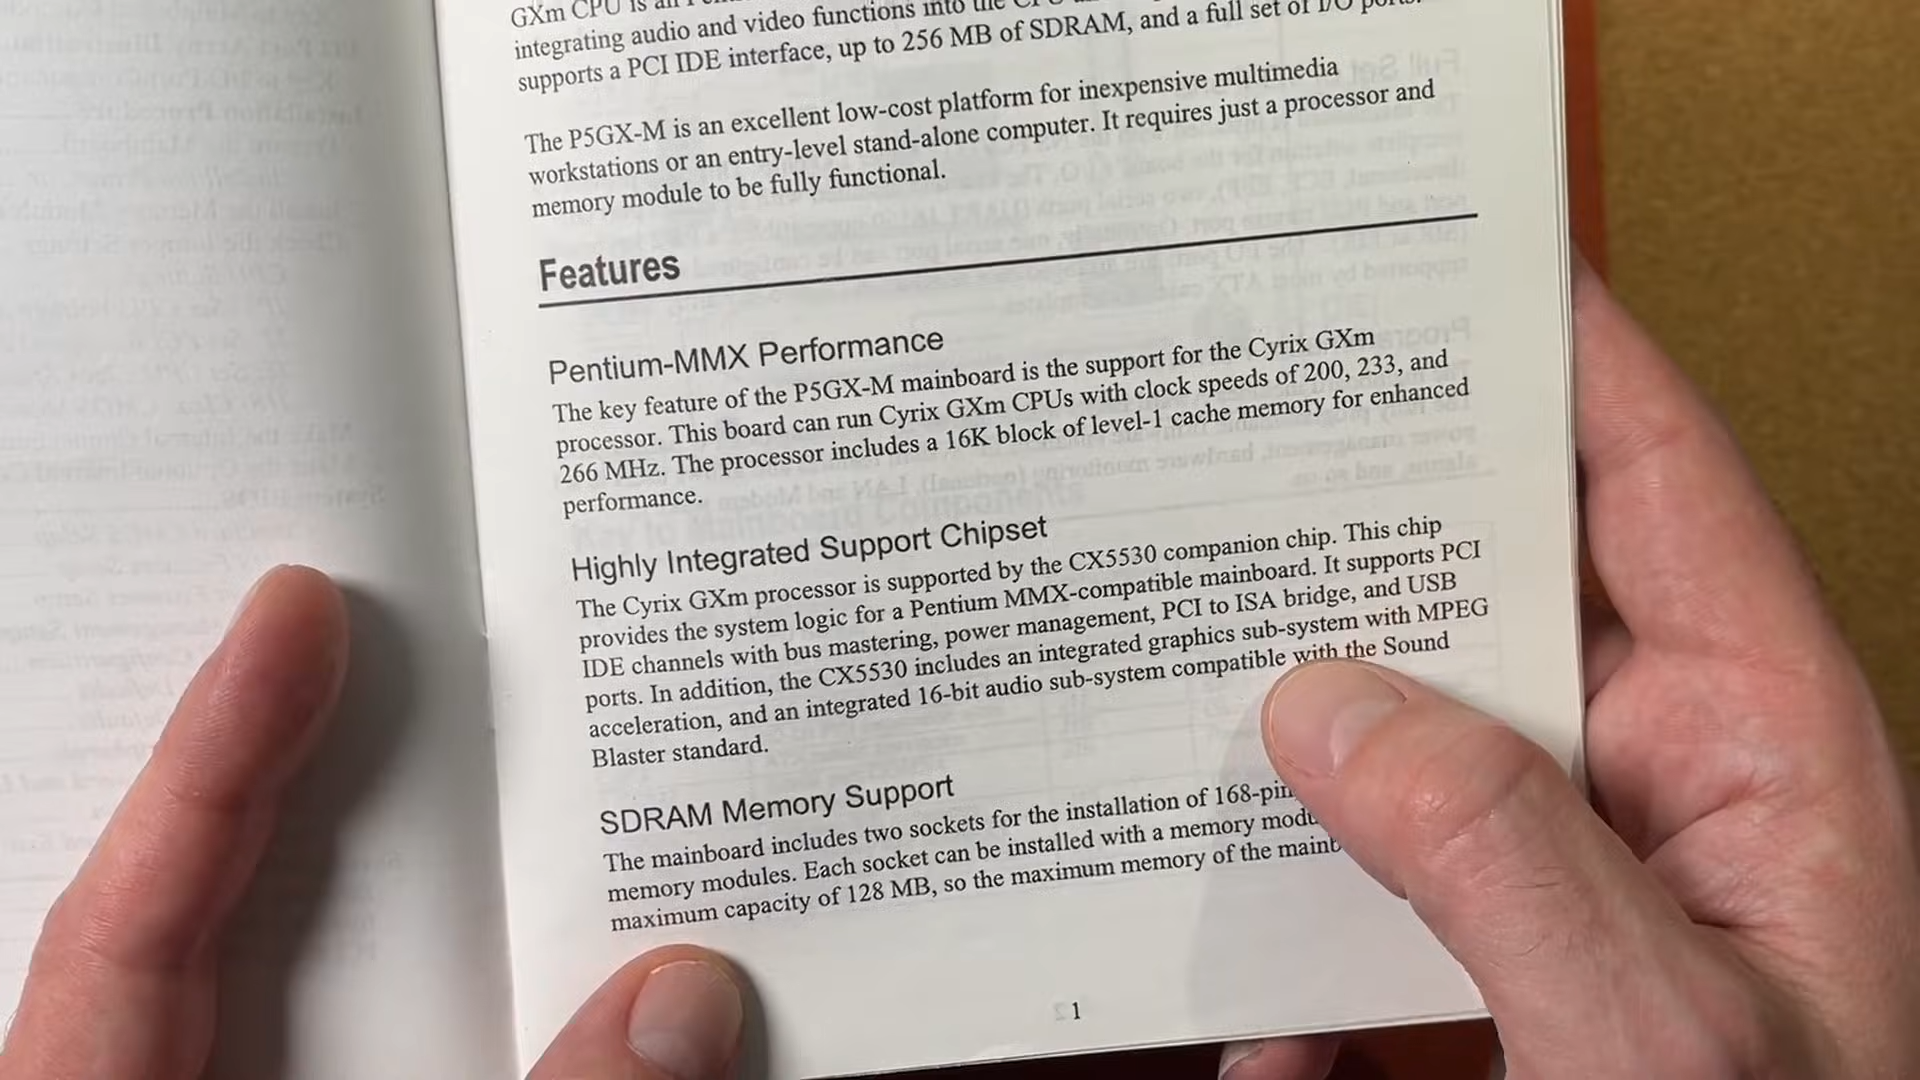 GXm CPU is an
integrating audio and video functions into the
supports a PCI IDE interface, up to 256 MB of SDRAM, and a full set of I/O ports.
The P5GX-M is an excellent low-cost platform for inexpensive multimedia
workstations or an entry-level stand-alone computer. It requires just a processor and
memory module to be fully functional.
Features
Pentium-MMX Performance
The key feature of the P5GX-M mainboard is the support for the Cyrix GXm
processor. This board can run Cyrix GXm CPUs with clock speeds of 200, 233, and
266 MHz. The processor includes a 16K block of level-1 cache memory for enhanced
performance.
Highly Integrated Support Chipset
The Cyrix GXm processor is supported by the CX5530 companion chip. This chip
provides the system logic for a Pentium MMX-compatible mainboard. It supports PCI
IDE channels with bus mastering, power management, PCI to ISA bridge, and USB
ports. In addition, the CX5530 includes an integrated graphics sub-system with MPEG
acceleration, and an integrated 16-bit audio sub-system compatible with the Sound
Blaster standard.
SDRAM Memory Support
The mainboard includes two sockets for the installation of 168-pin
memory modules. Each socket can be installed with a memory
maximum capacity of 128 MB, so the maximum memory of the
1